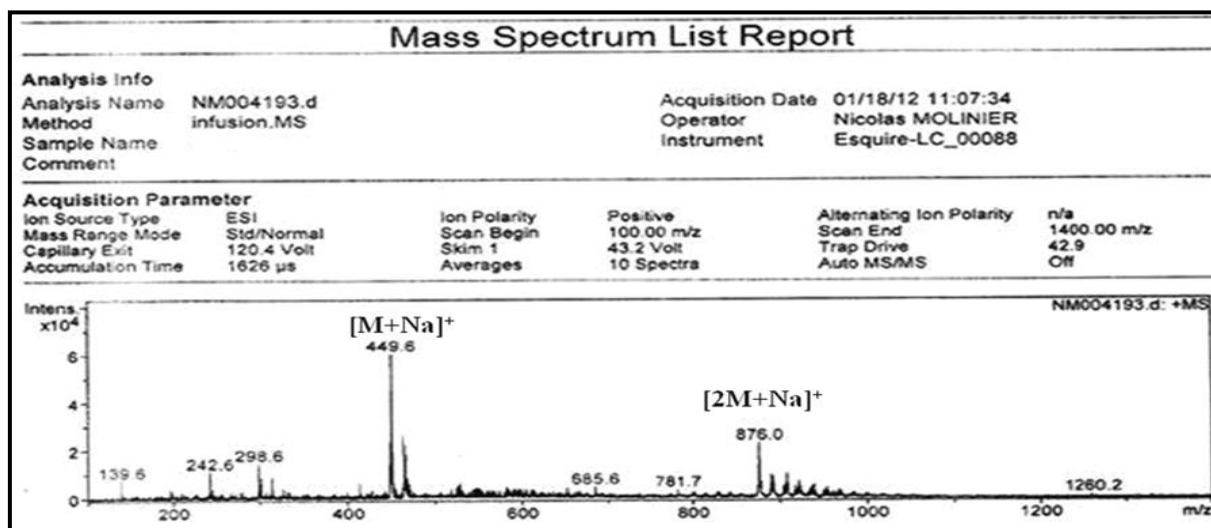 Mass Spectrum List Report
Analysis Info
Analysis Name NM004193.d Acquisition Date 01/18/12 11:07:34
Method infusion.MS Operator Nicolas MOLINIER
Sample Name Instrument Esquire-LC_00088
Comment
Acquisition Parameter
Ion Source Type ESI Ion Polarity Positive Alternating Ion Polarity n/a
Mass Range Mode Std/Normal Scan Begin 100.00 m/z Scan End 1400.00 m/z
Capillary Exit 120.4 Volt Skim 1 43.2 Volt Trap Drive 42.9
Accumulation Time 1626 µs Averages 10 Spectra Auto MS/MS Off
Intens. NM004193.d: +MS
x10⁴
[M+Na]⁺
449.6
6
4
[2M+Na]⁺
876.0
2
139.6 242.6 298.6 685.6 781.7 1260.2
0
200 400 600 800 1000 1200 m/z